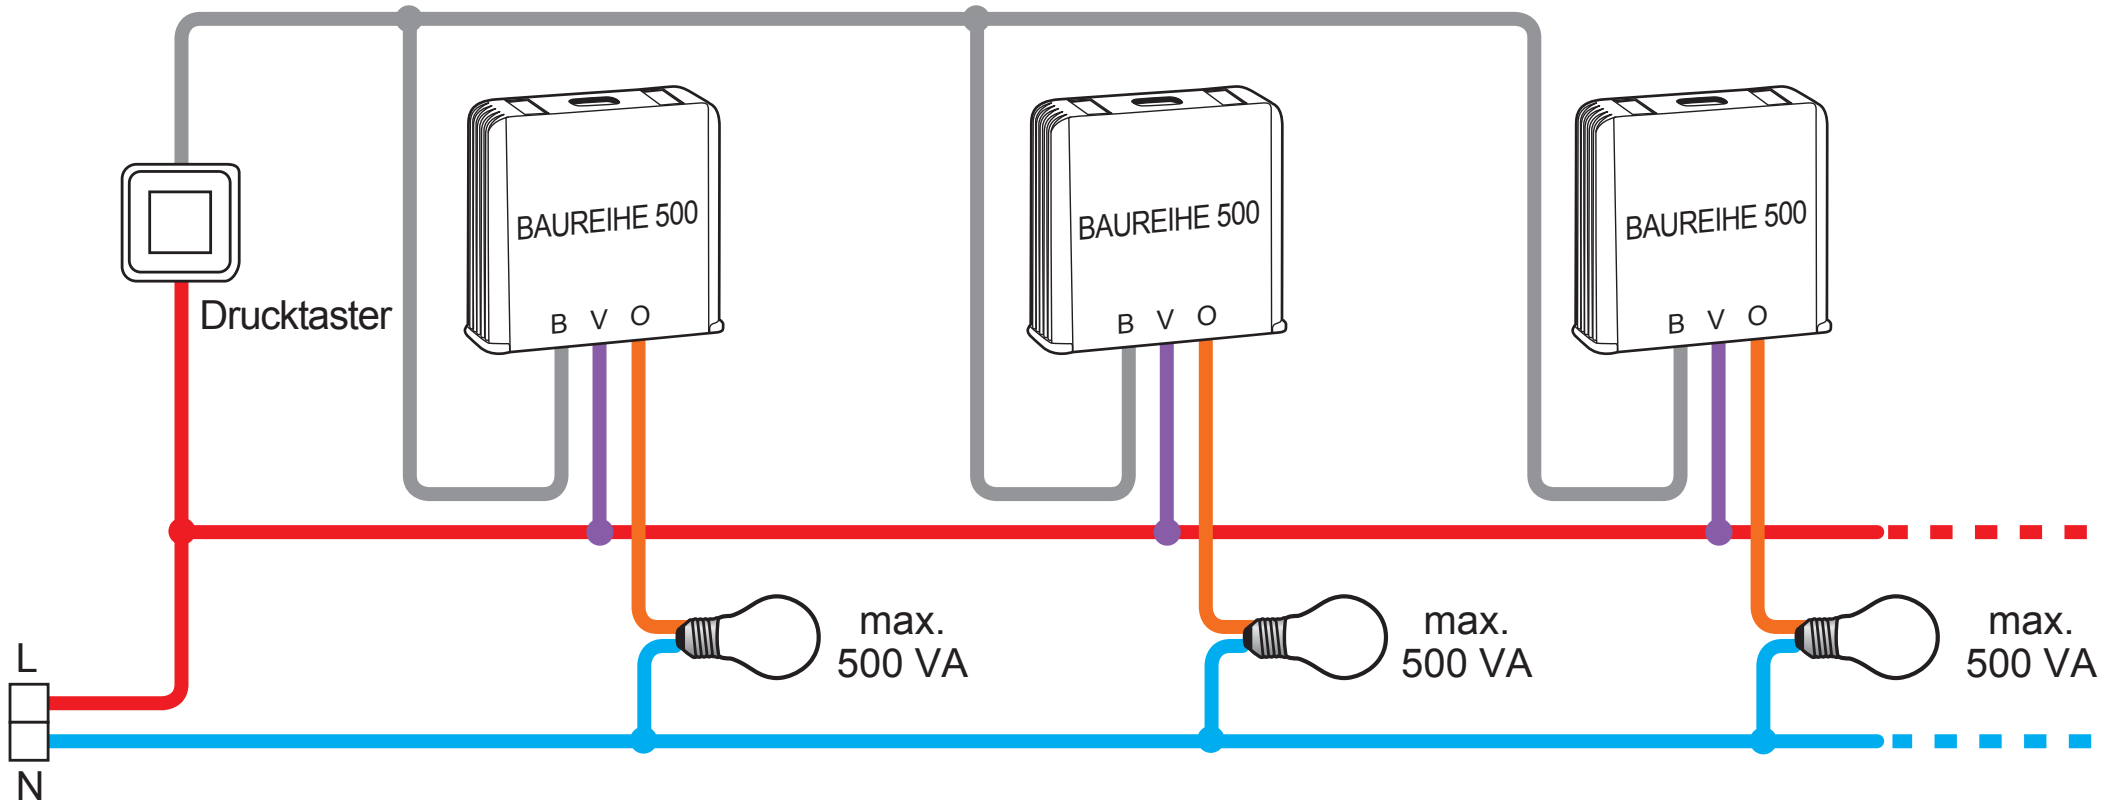 BAUREIHE 500
BAUREIHE 500
BAUREIHE 500
Drucktaster
B V O
B V O
B V O
max.
500 VA
max.
500 VA
max.
500 VA
L
N